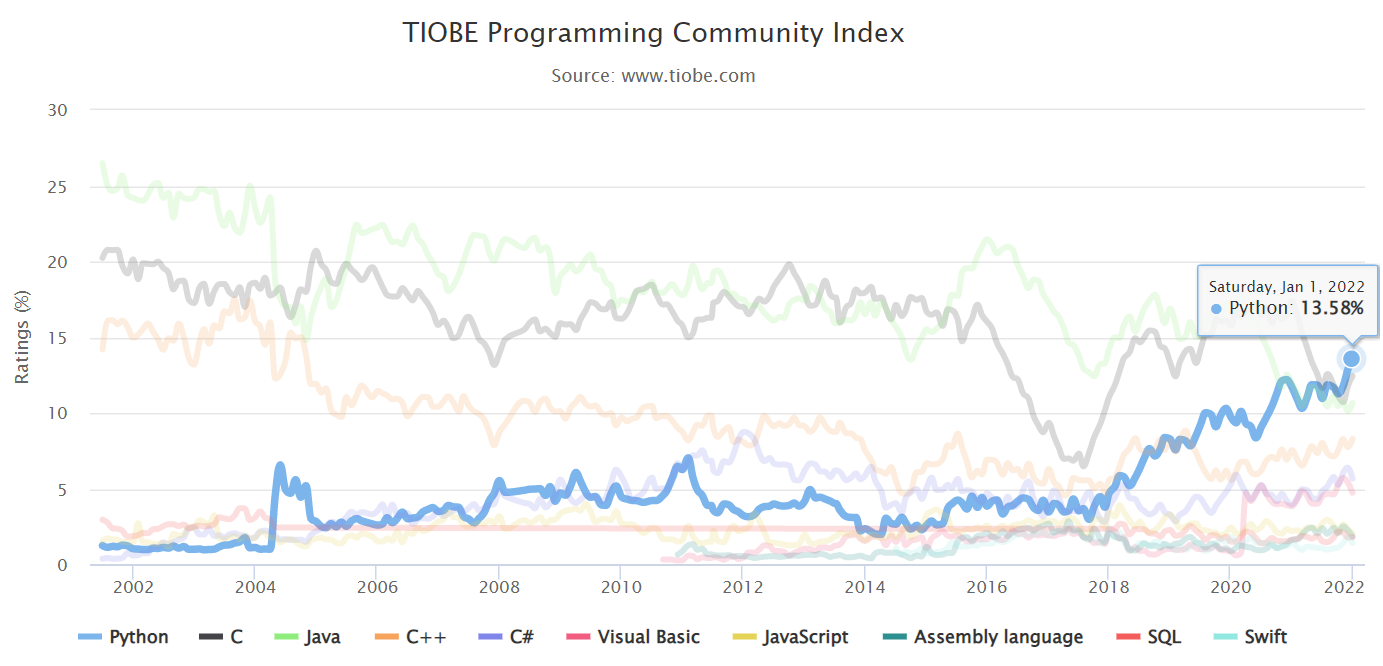 TIOBE Programming Community Index
Source: www.tiobe.com
Ratings (%)
30
25
20
15
10
5
0
Saturday, Jan 1, 2022
Python: 13.58%
2002 2004 2006 2008 2010 2012 2014 2016 2018 2020 2022
Python C Java C++ C# Visual Basic JavaScript Assembly language SQL Swift